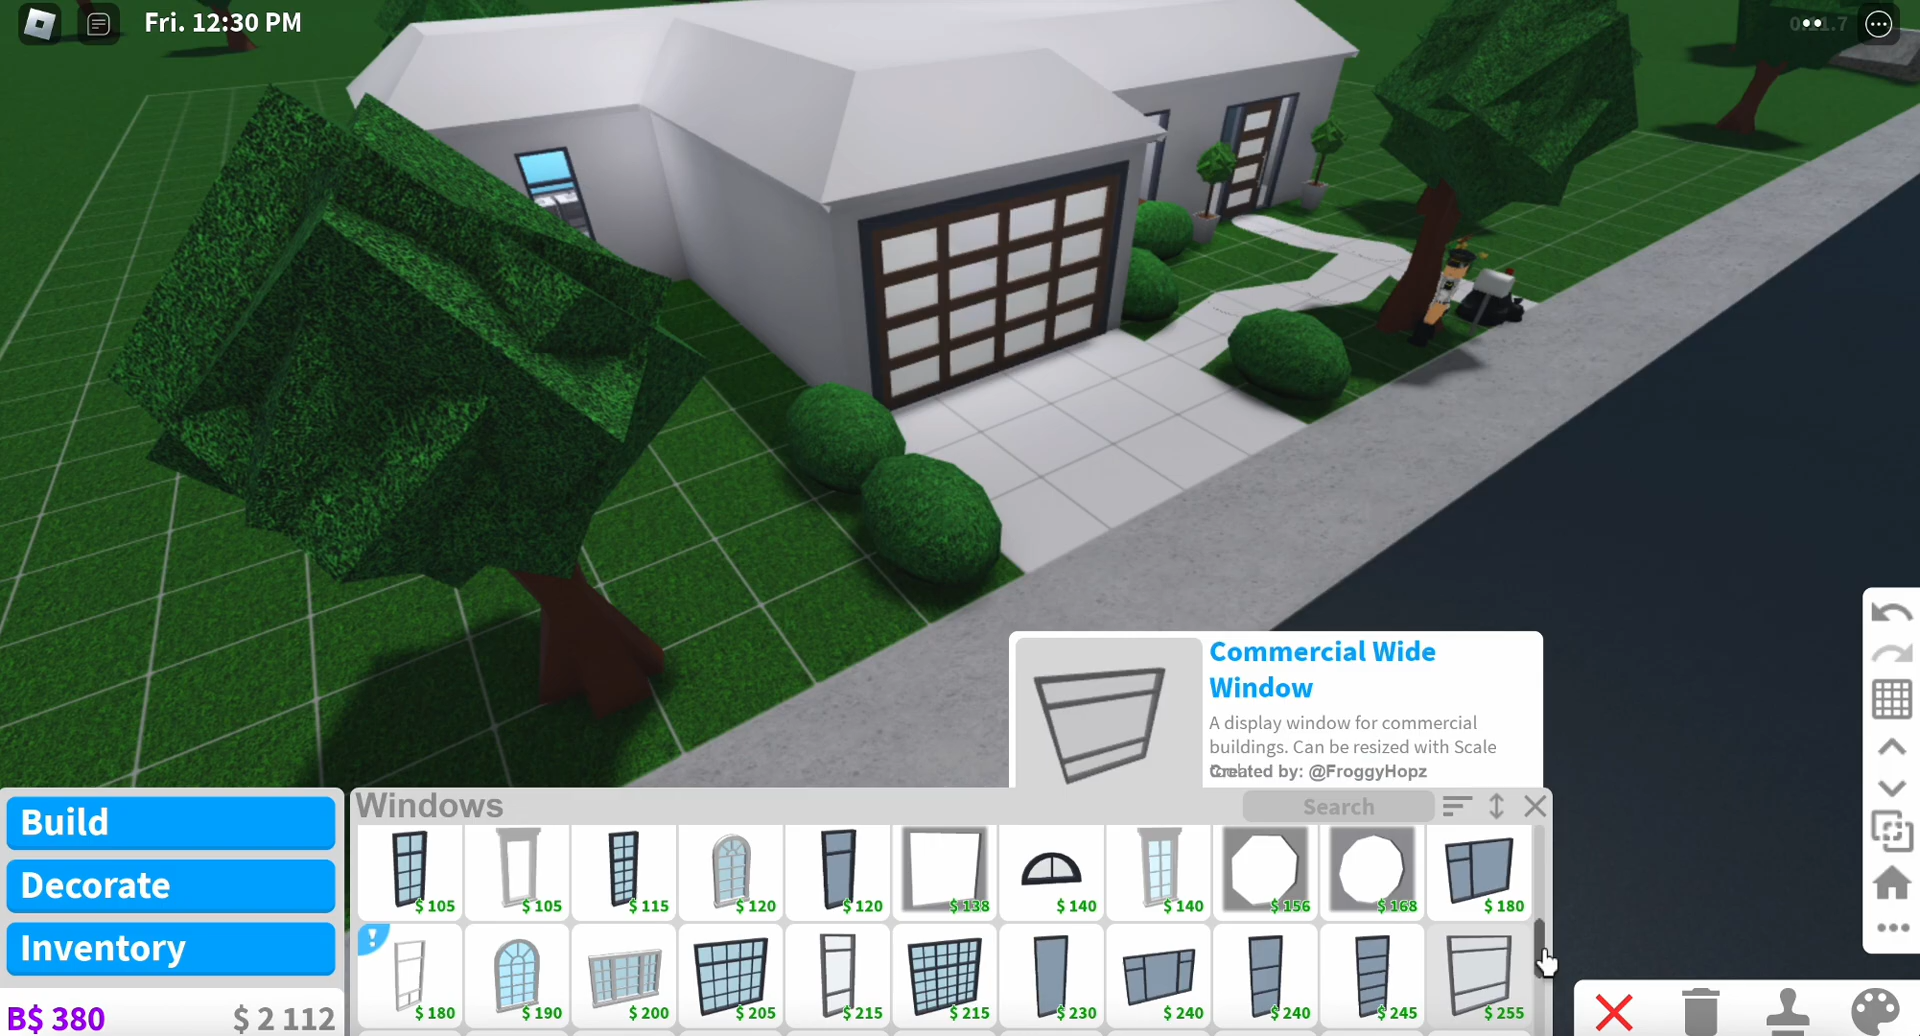 Fri. 12:30 PM
Commercial Wide
Window
A display window for commercial
buildings. Can be resized with Scale
Created by: @FroggyHopz
Build
Decorate
Inventory
B$ 380
$ 2 112
Windows
Search
$ 105
$ 105
$ 115
$ 120
$ 120
$ 138
$ 140
$ 140
$ 156
$ 168
$ 180
!
$ 180
$ 190
$ 200
$ 205
$ 215
$ 215
$ 230
$ 240
$ 240
$ 245
$ 255